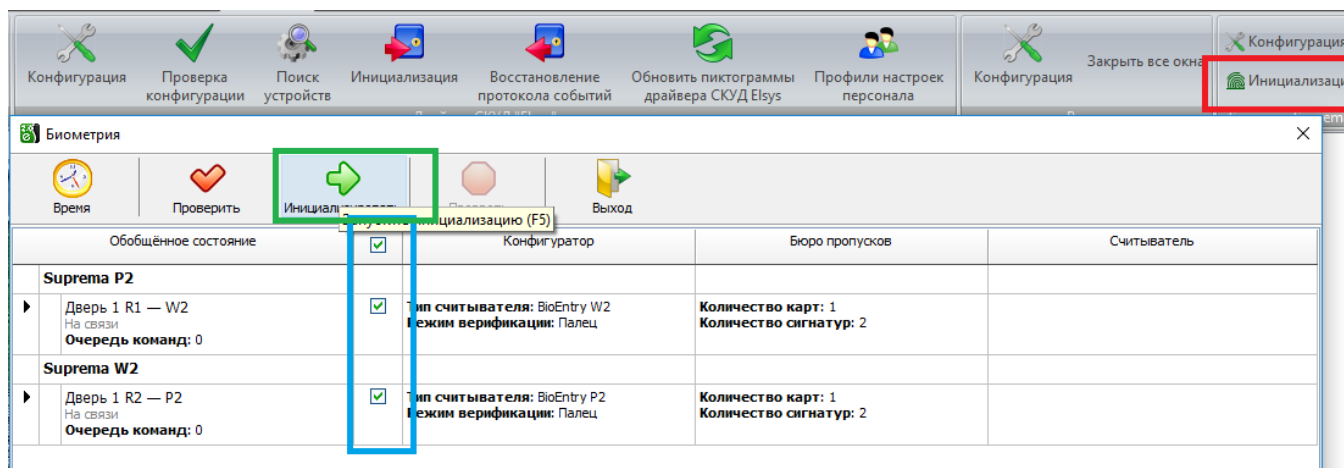 Конфигурация
Проверка
конфигурации
Поиск
устройств
Инициализация
Восстановление
протокола событий
Обновить пиктограммы
драйвера СКУД Elsys
Профили настроек
персонала
Конфигурация
Закрыть все окна
Конфигурация
Биометрия
Время
Проверить
Выход
инициализацию (F5)
Обобщённое состояние
Конфигуратор
Бюро пропусков
Считыватель
Suprema P2
Дверь 1 R1 — W2
На связи
Очередь команд: 0
Тип считывателя: BioEntry W2
Режим верификации: Палец
Количество карт: 1
Количество сигнатур: 2
Suprema W2
Дверь 1 R2 — P2
На связи
Очередь команд: 0
Тип считывателя: BioEntry P2
Режим верификации: Палец
Количество карт: 1
Количество сигнатур: 2